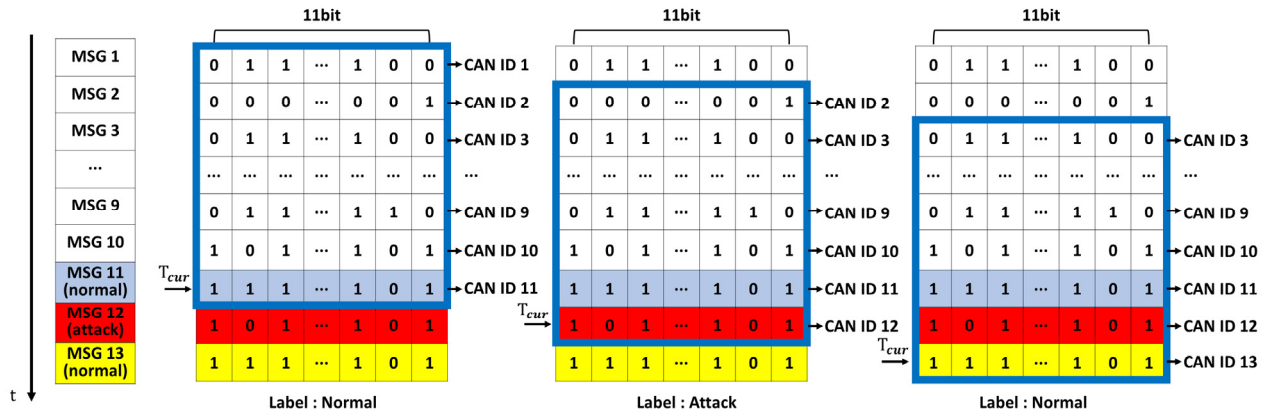 t
MSG 1
MSG 2
MSG 3
...
MSG 9
MSG 10
MSG 11
(normal)
MSG 12
(attack)
MSG 13
(normal)
11bit
0 1 1 ... 1 0 0 CAN ID 1
0 0 0 ... 0 0 1 CAN ID 2
0 1 1 ... 1 0 0 CAN ID 3
... ... ... ... ... ... ... ...
0 1 1 ... 1 1 0 CAN ID 9
1 0 1 ... 1 0 1 CAN ID 10
Tcur 1 1 1 ... 1 0 1 CAN ID 11
1 0 1 ... 1 0 1
1 1 1 ... 1 0 1
Label : Normal
11bit
0 1 1 ... 1 0 0
0 0 0 ... 0 0 1 CAN ID 2
0 1 1 ... 1 0 0 CAN ID 3
... ... ... ... ... ... ... ...
0 1 1 ... 1 1 0 CAN ID 9
1 0 1 ... 1 0 1 CAN ID 10
1 1 1 ... 1 0 1 CAN ID 11
Tcur 1 0 1 ... 1 0 1 CAN ID 12
1 1 1 ... 1 0 1
Label : Attack
11bit
0 1 1 ... 1 0 0
0 0 0 ... 0 0 1
0 1 1 ... 1 0 0 CAN ID 3
... ... ... ... ... ... ... ...
0 1 1 ... 1 1 0 CAN ID 9
1 0 1 ... 1 0 1 CAN ID 10
1 1 1 ... 1 0 1 CAN ID 11
1 0 1 ... 1 0 1 CAN ID 12
Tcur 1 1 1 ... 1 0 1 CAN ID 13
Label : Normal